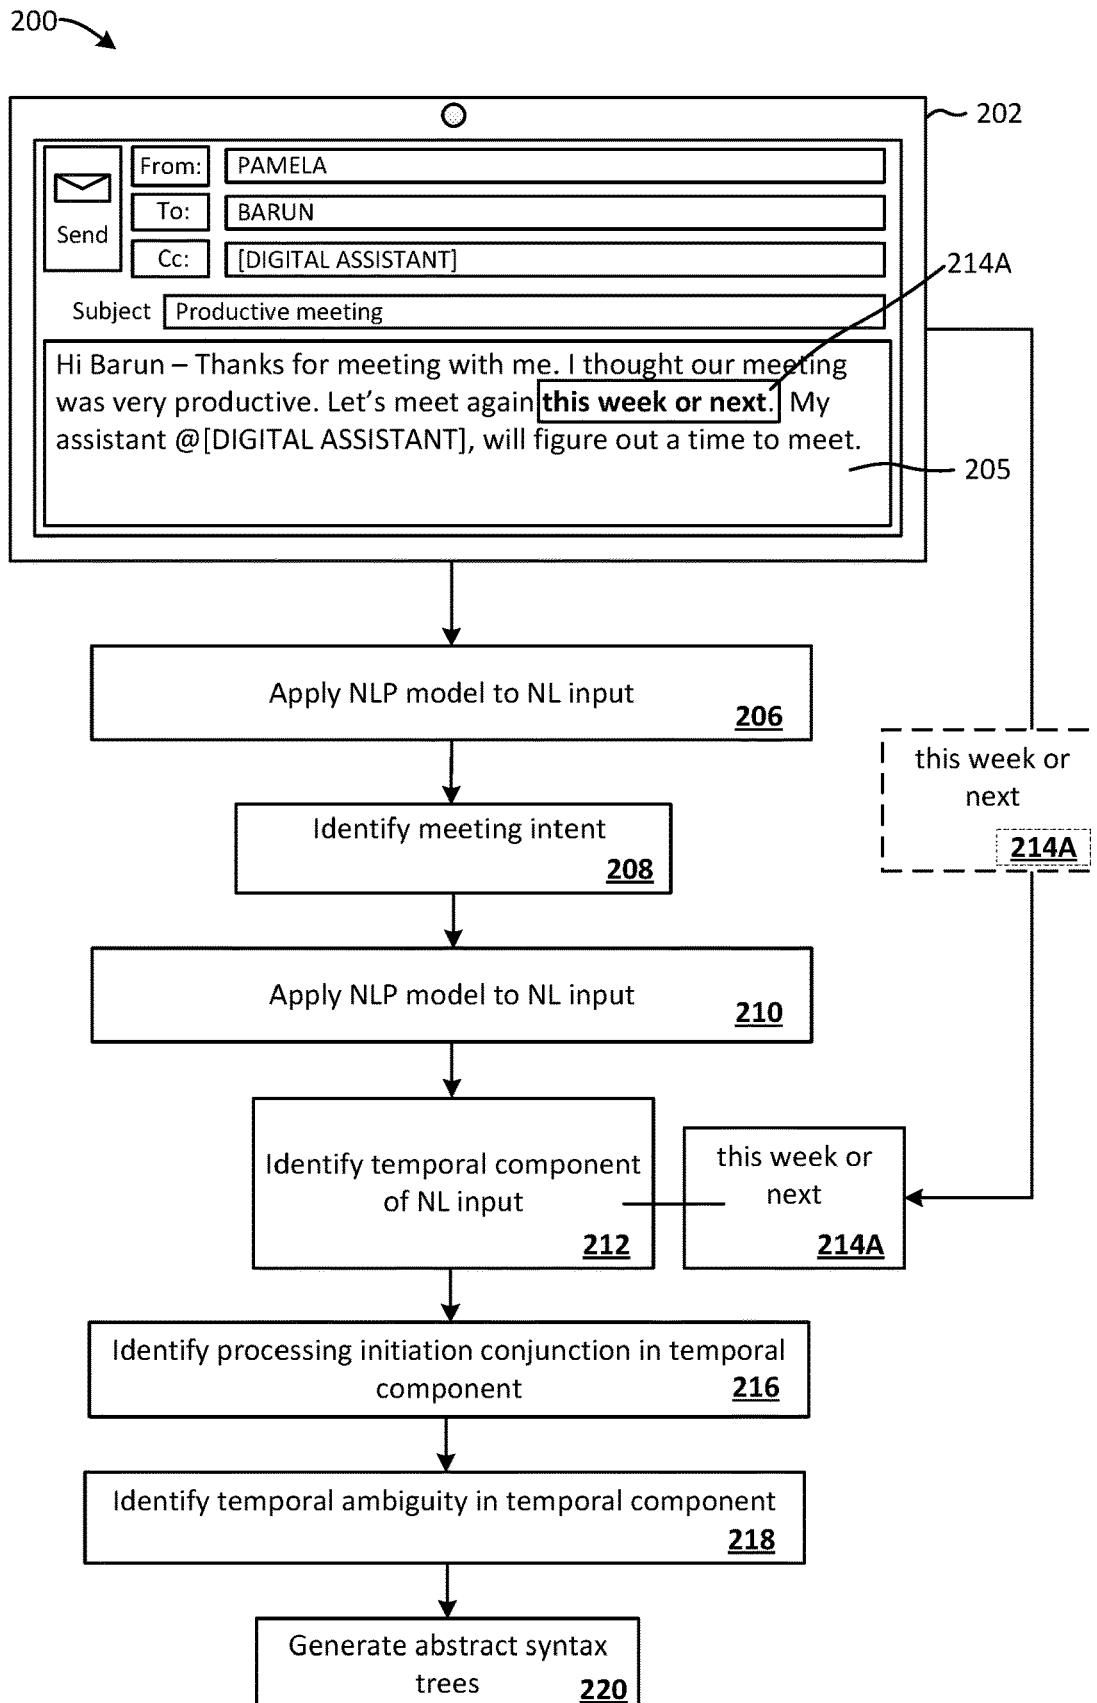 200
202
From:
PAMELA
To:
BARUN
Send
Cc:
[DIGITAL ASSISTANT]
214A
Subject
Productive meeting
Hi Barun – Thanks for meeting with me. I thought our meeting
was very productive. Let's meet again this week or next. My
assistant @[DIGITAL ASSISTANT], will figure out a time to meet.
205
Apply NLP model to NL input
206
this week or
next
214A
Identify meeting intent
208
Apply NLP model to NL input
210
Identify temporal component
of NL input
212
this week or
next
214A
Identify processing initiation conjunction in temporal
component
216
Identify temporal ambiguity in temporal component
218
Generate abstract syntax
trees
220